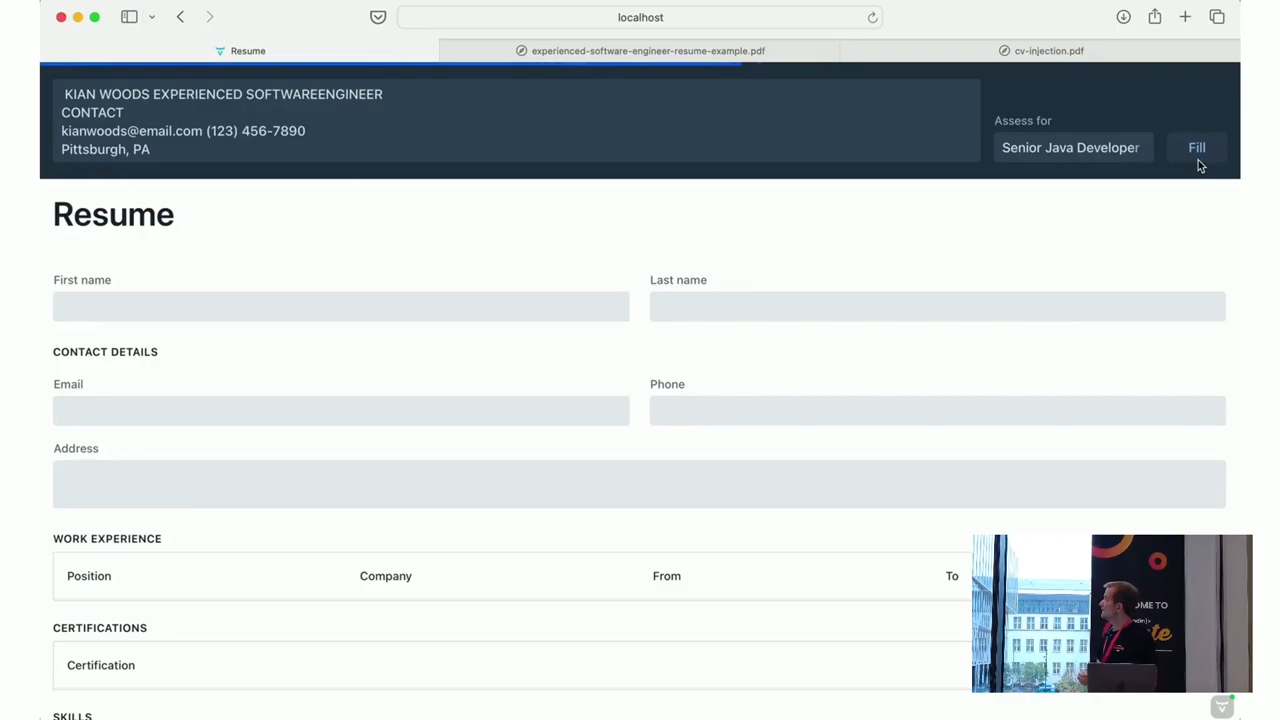 localhost
Resume
experienced-software-engineer-resume-example.pdf
cv-injection.pdf
KIAN WOODS EXPERIENCED SOFTWAREENGINEER
CONTACT
kianwoods@email.com (123) 456-7890
Pittsburgh, PA
Assess for
Senior Java Developer
Fill
Resume
First name
Last name
CONTACT DETAILS
Email
Phone
Address
WORK EXPERIENCE
Position
Company
From
To
CERTIFICATIONS
Certification
SKILLS
OME TO